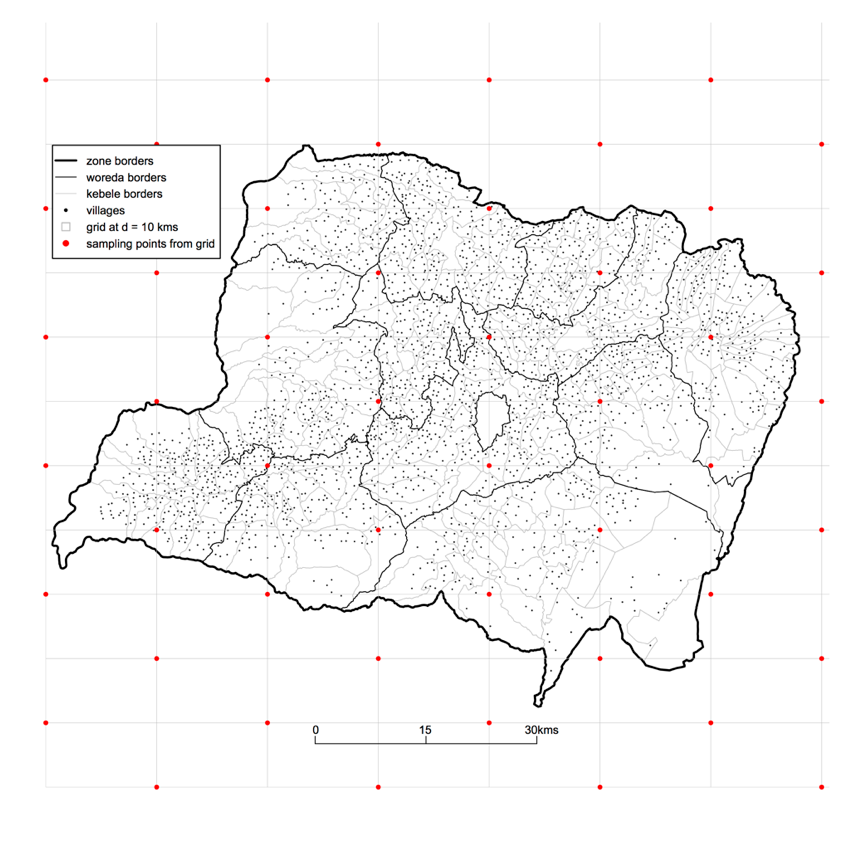 zone borders
woreda borders
kebele borders
villages
grid at d = 10 kms
sampling points from grid
0 15 30kms